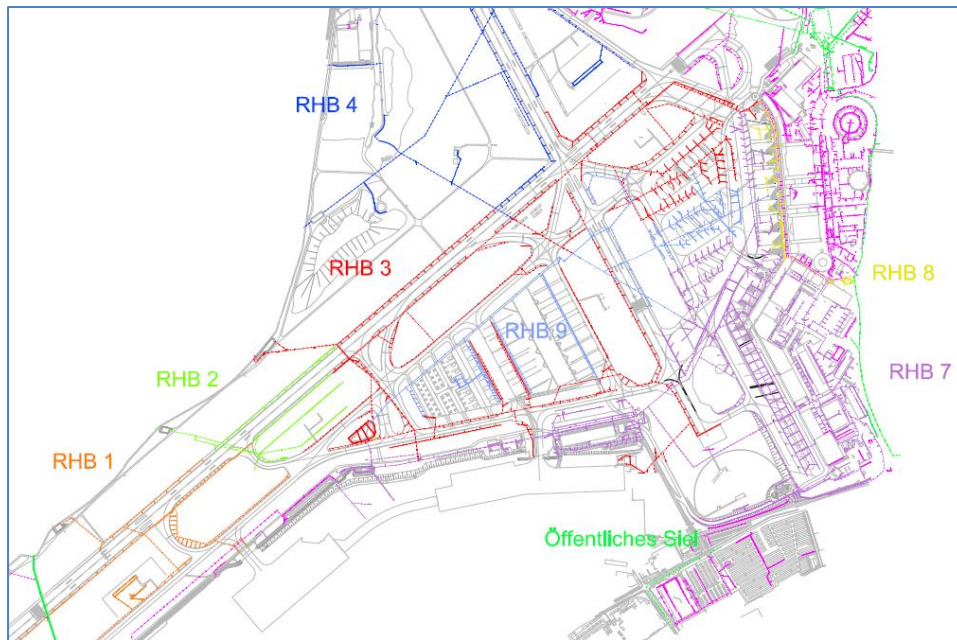 RHB 4
RHB 3
RHB 8
RHB 9
RHB 7
RHB 2
RHB 1
Öffentliches Siel